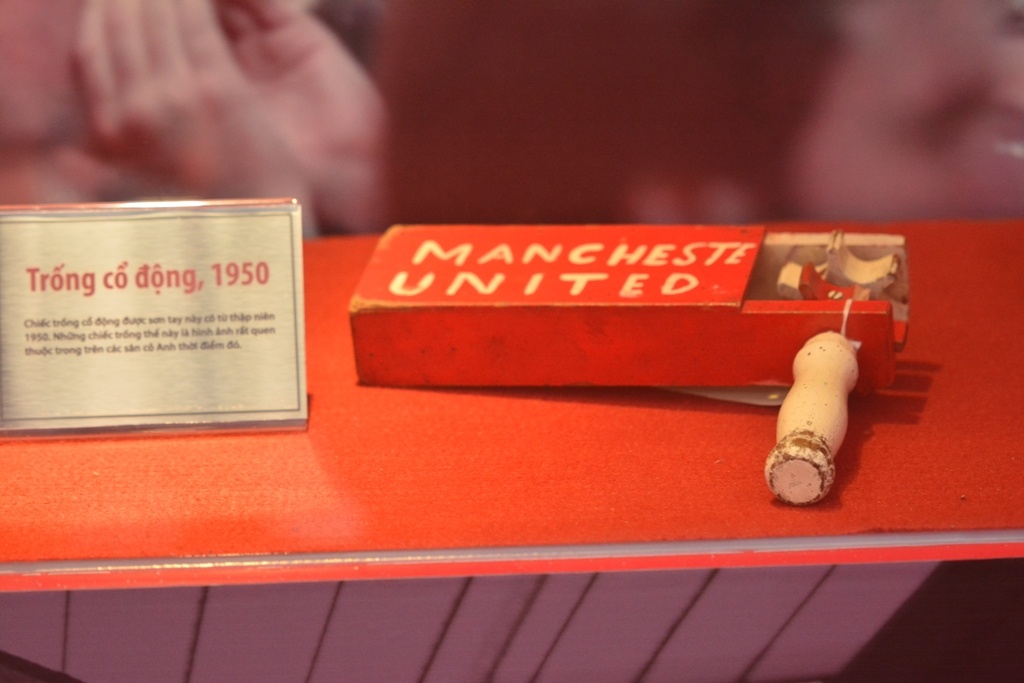 Trống cổ động, 1950
Chiếc trống cổ động được sơn tay này có từ thập niên
1950. Những chiếc trống thế này là hình ảnh rất quen
thuộc trong trên các sân cỏ Anh thời điểm đó.
MANCHESTE
UNITED